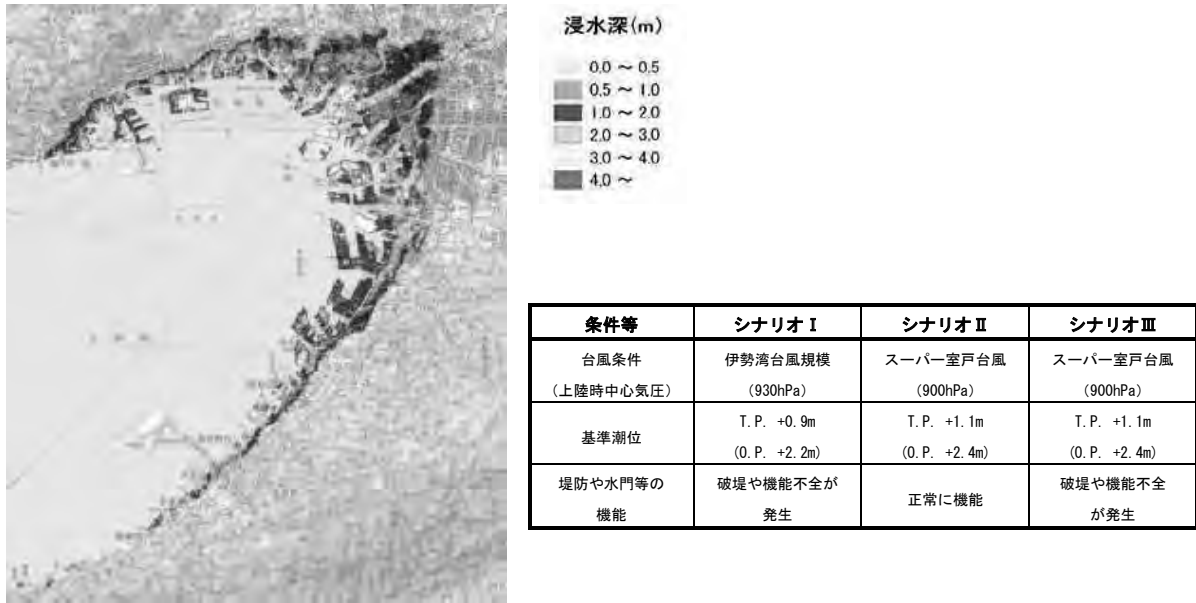 浸水深(m)
0.0 ～ 0.5
0.5 ～ 1.0
1.0 ～ 2.0
2.0 ～ 3.0
3.0 ～ 4.0
4.0 ～
条件等 シナリオⅠ シナリオⅡ シナリオⅢ
台風条件 伊勢湾台風規模 スーパー室戸台風 スーパー室戸台風
(上陸時中心気圧) (930hPa) (900hPa) (900hPa)
基準潮位 T.P. +0.9m T.P. +1.1m T.P. +1.1m
(O.P. +2.2m) (O.P. +2.4m) (O.P. +2.4m)
堤防や水門等の 破堤や機能不全が 正常に機能 破堤や機能不全
機能 発生 が発生